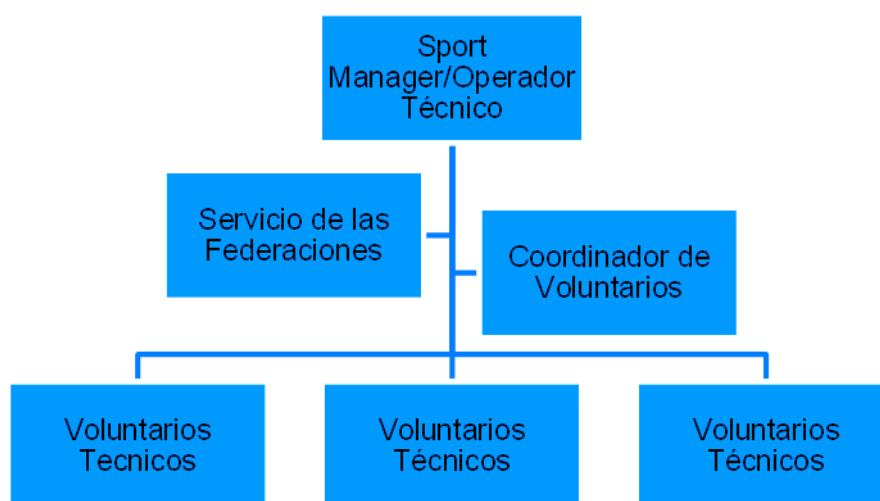 Sport
Manager/Operador
Técnico
Servicio de las
Federaciones
Coordinador de
Voluntarios
Voluntarios
Tecnicos
Voluntarios
Técnicos
Voluntarios
Técnicos